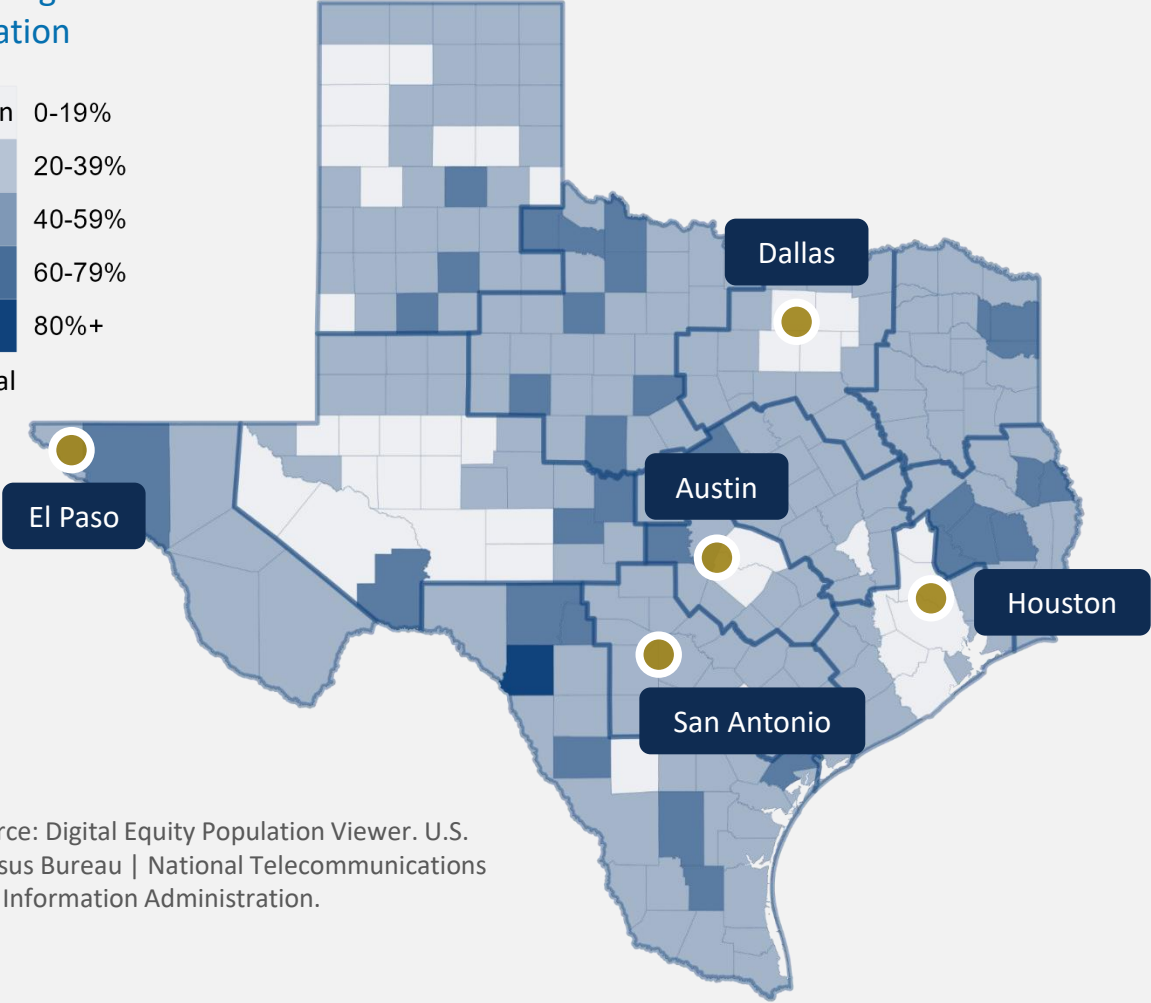 ation
n 0-19%
20-39%
40-59%
60-79%
80%+
al
Dallas
El Paso
Austin
Houston
San Antonio
rce: Digital Equity Population Viewer. U.S.
sus Bureau | National Telecommunications
Information Administration.